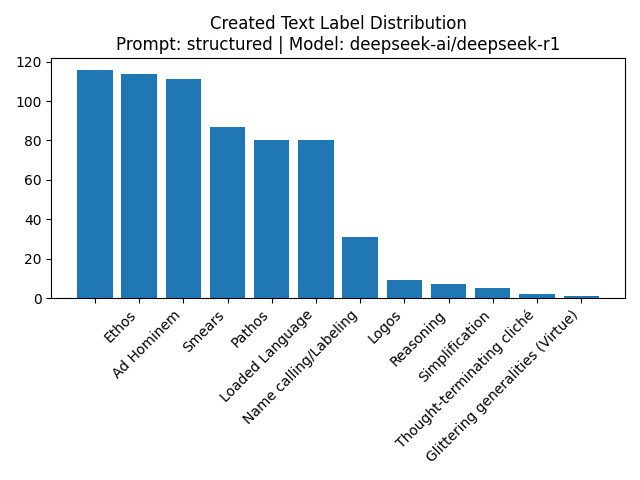 Created Text Label Distribution
Prompt: structured | Model: deepseek-ai/deepseek-r1
120
100
80
60
40
20
0
Ethos
Ad Hominem
Smears
Pathos
Loaded Language
Name calling/Labeling
Logos
Reasoning
Simplification
Thought-terminating cliché
Glittering generalities (Virtue)